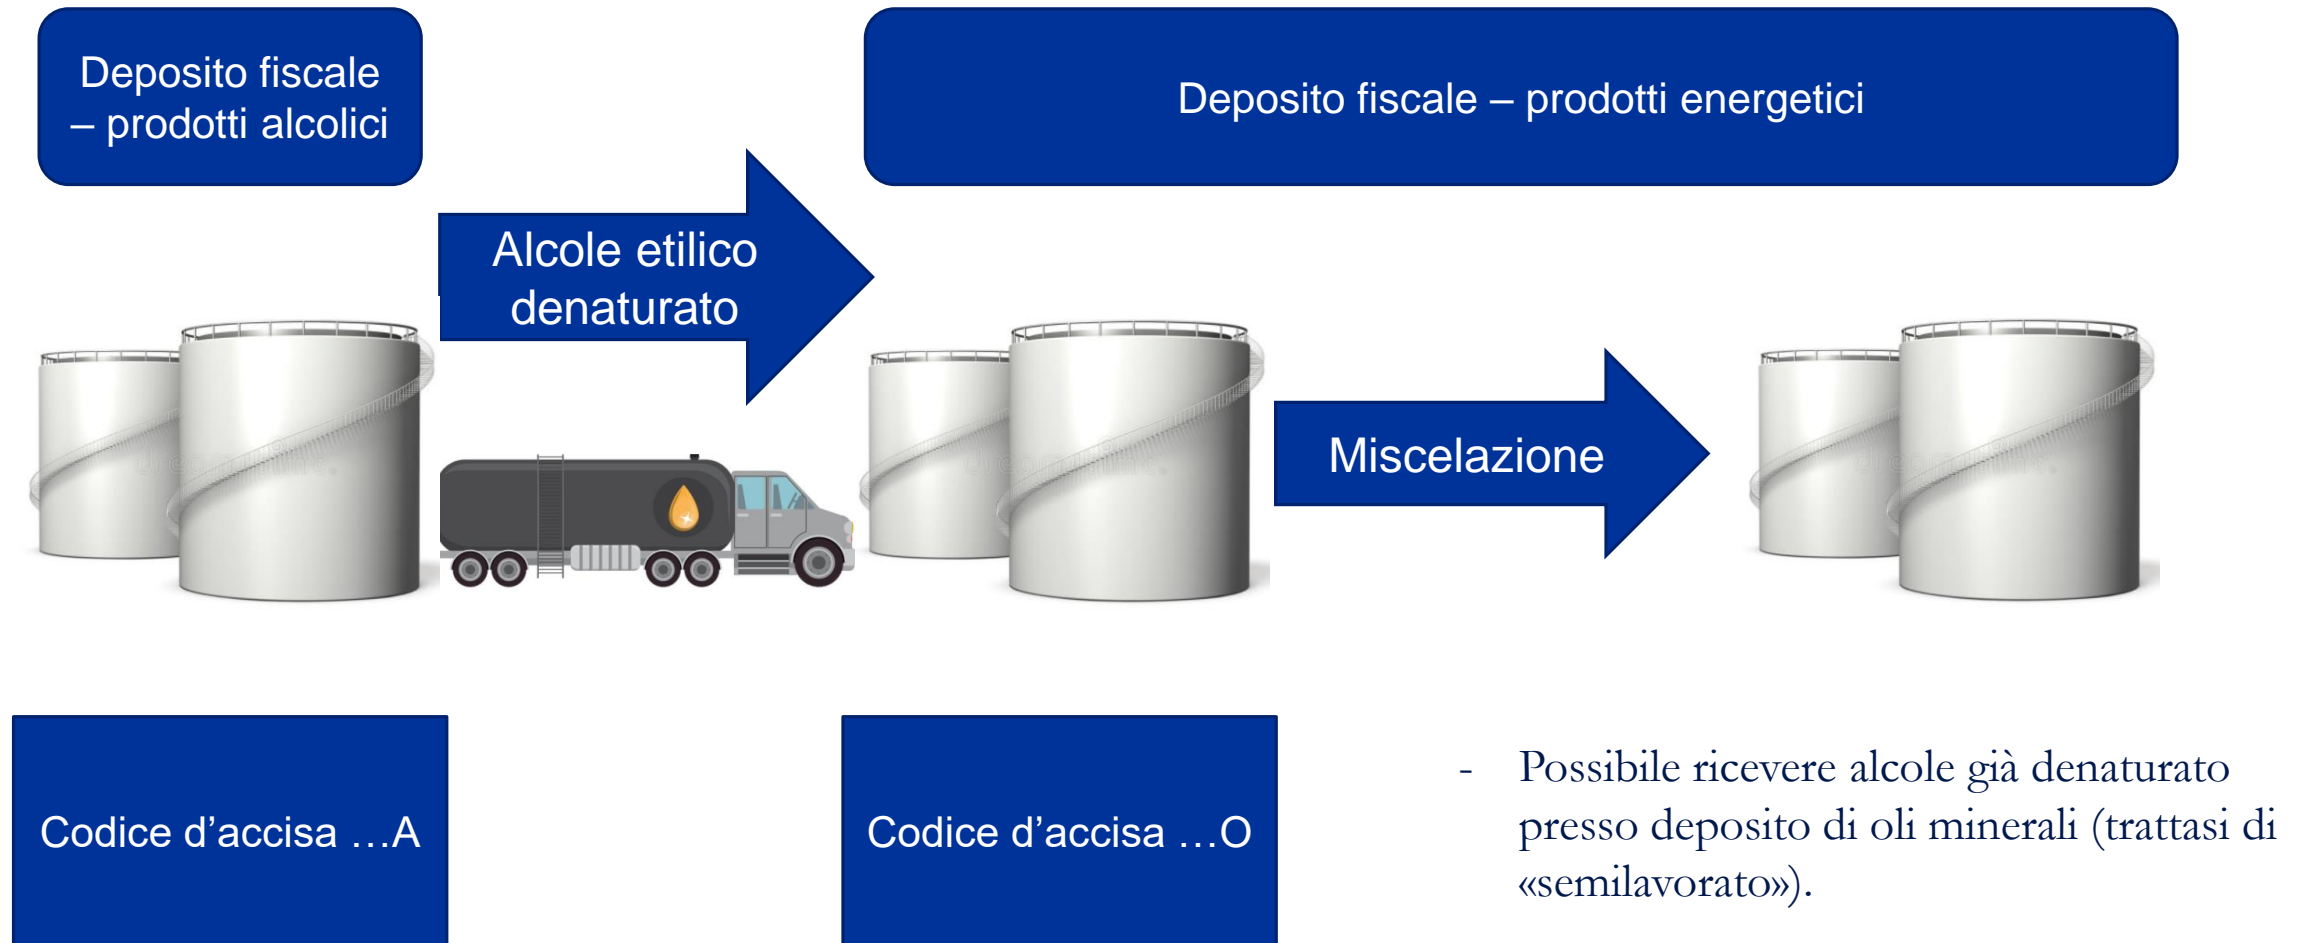 Deposito fiscale
– prodotti alcolici
Deposito fiscale – prodotti energetici
Alcole etilico
denaturato
Miscelazione
Codice d’accisa …A
Codice d’accisa …O
- Possibile ricevere alcole già denaturato
presso deposito di oli minerali (trattasi di
«semilavorato»).